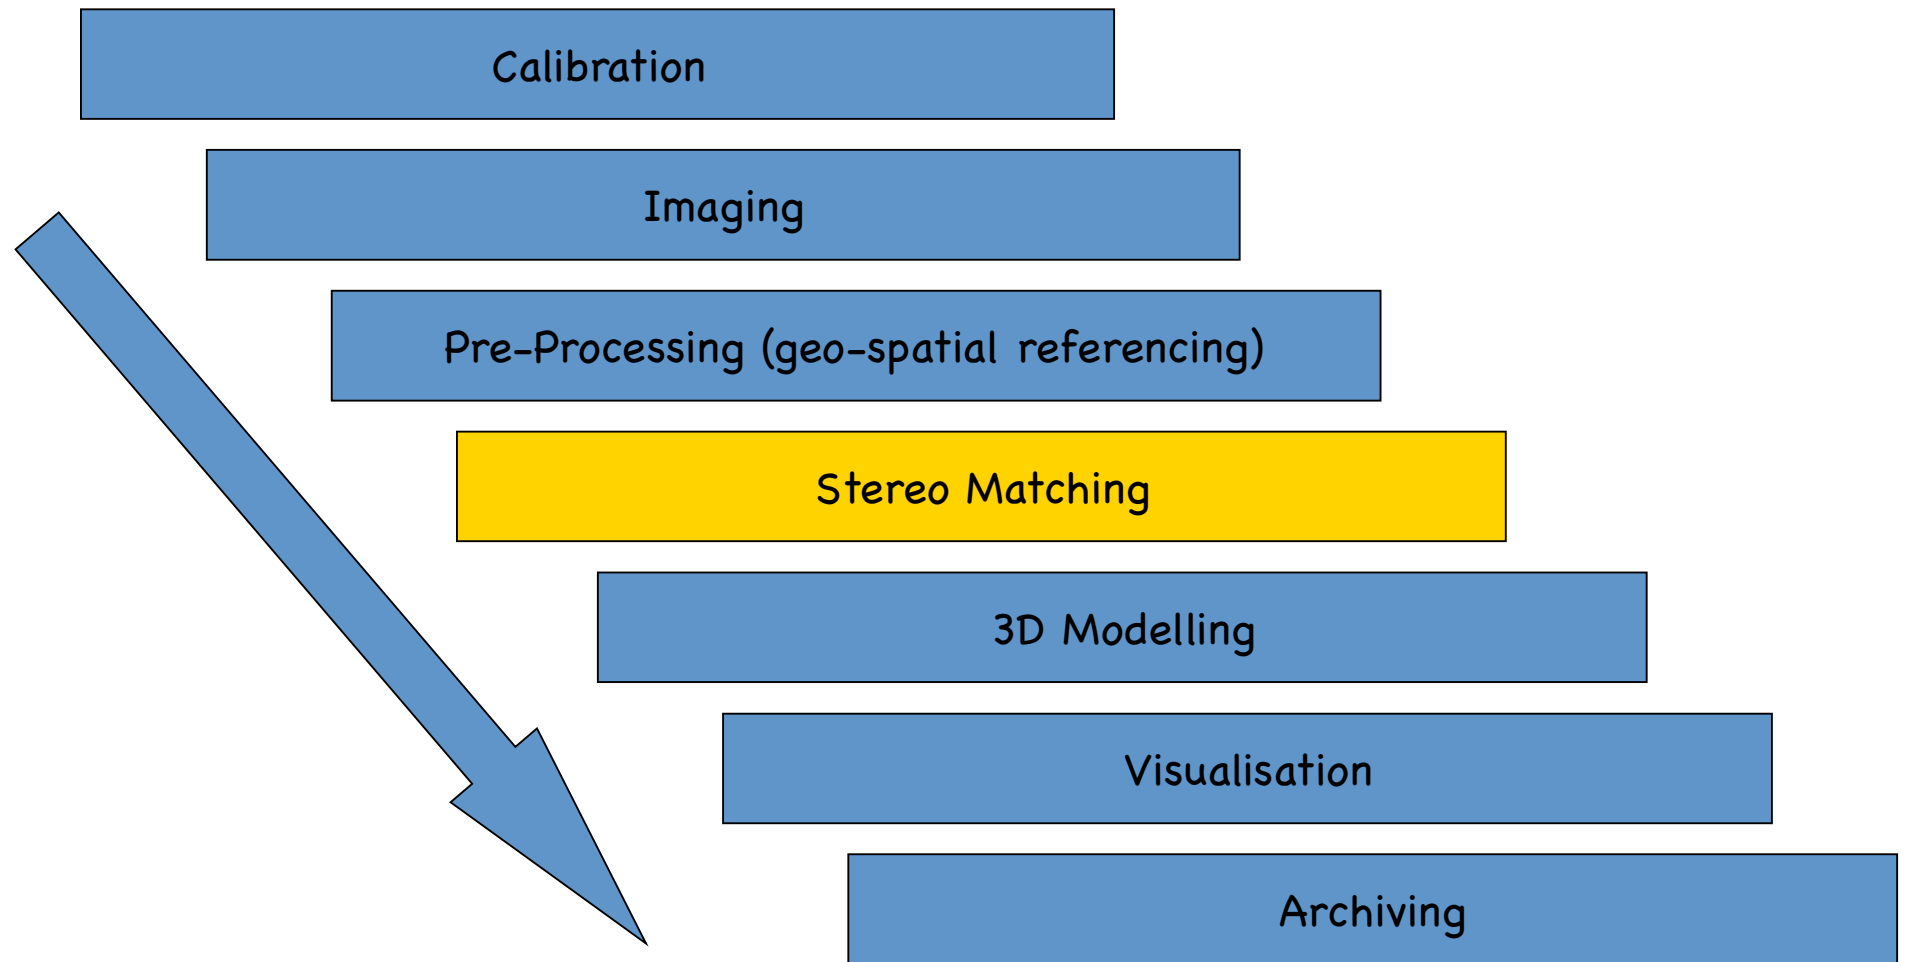 Calibration
Imaging
Pre-Processing (geo-spatial referencing)
Stereo Matching
3D Modelling
Visualisation
Archiving